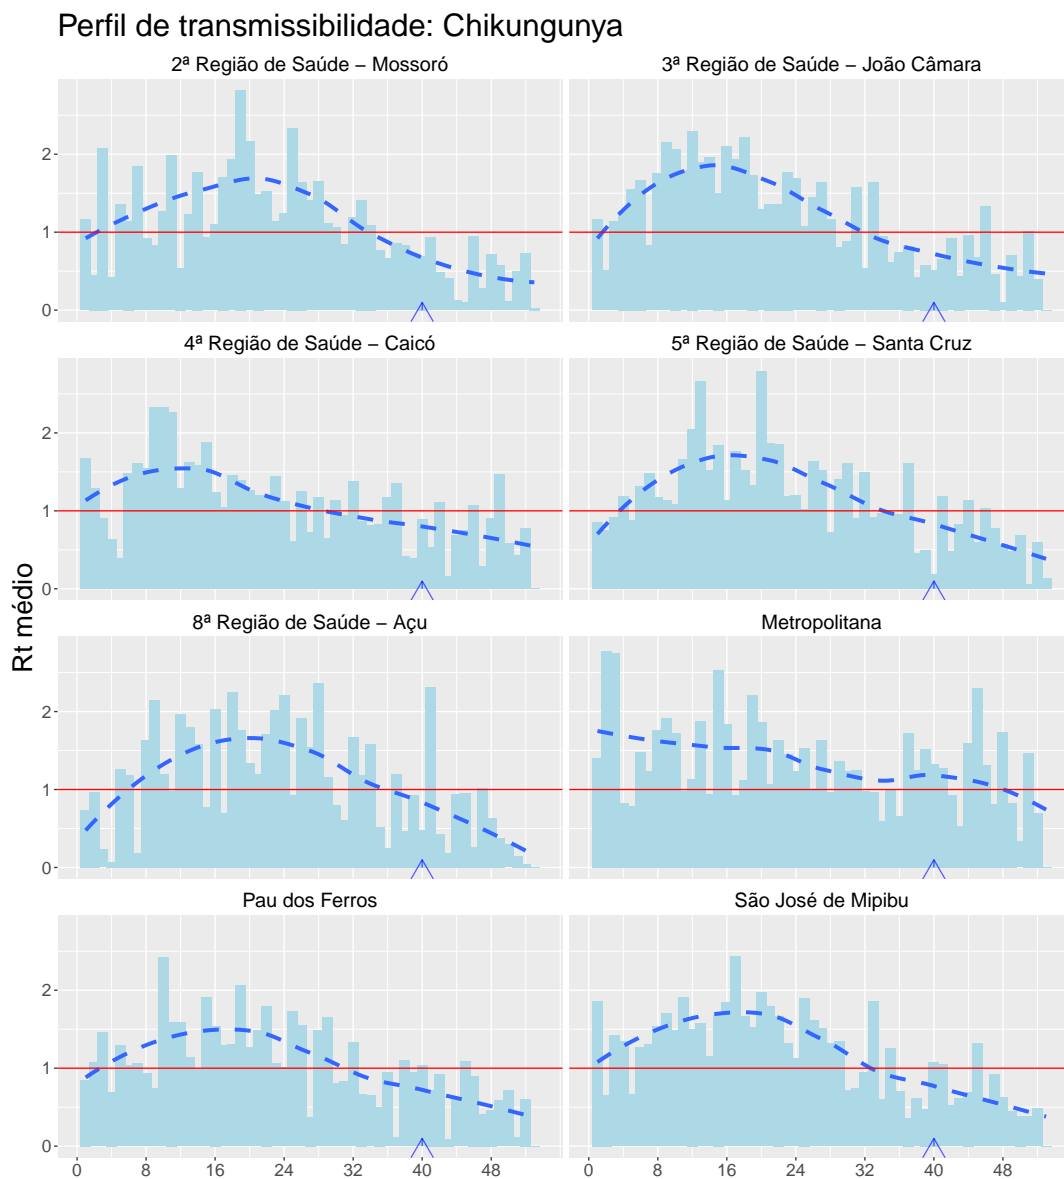 Perfil de transmissibilidade: Chikungunya
2ª Região de Saúde – Mossoró
3ª Região de Saúde – João Câmara
2
1
0
4ª Região de Saúde – Caicó
5ª Região de Saúde – Santa Cruz
2
1
0
Rt médio
8ª Região de Saúde – Açu
Metropolitana
2
1
0
Pau dos Ferros
São José de Mipibu
2
1
0
0 8 16 24 32 40 48
0 8 16 24 32 40 48